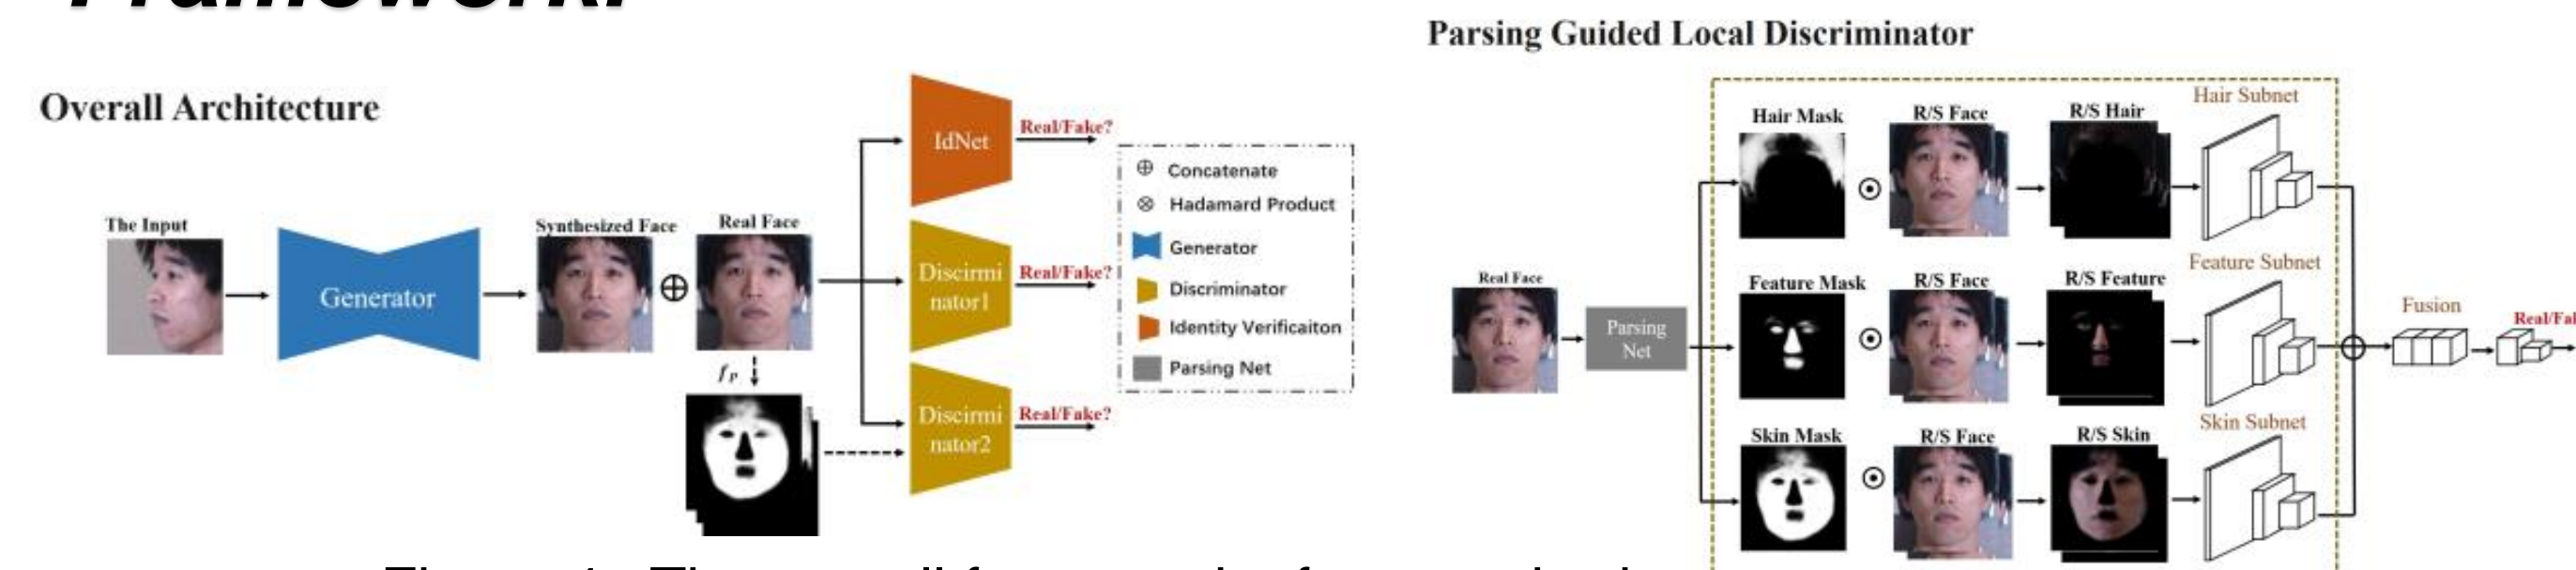 Framework:
Overall Architecture
The Input
Generator
Synthesized Face
⊕
Real Face
fP
IdNet
Real/Fake?
Discirmi
nator1
Real/Fake?
Discirmi
nator2
Real/Fake?
⊕ Concatenate
⊗ Hadamard Product
Generator
Discriminator
Identity Verificaiton
Parsing Net
Parsing Guided Local Discriminator
Real Face
Parsing
Net
Hair Mask
R/S Face
R/S Hair
Hair Subnet
Feature Mask
R/S Face
R/S Feature
Feature Subnet
Skin Mask
R/S Face
R/S Skin
Skin Subnet
Fusion